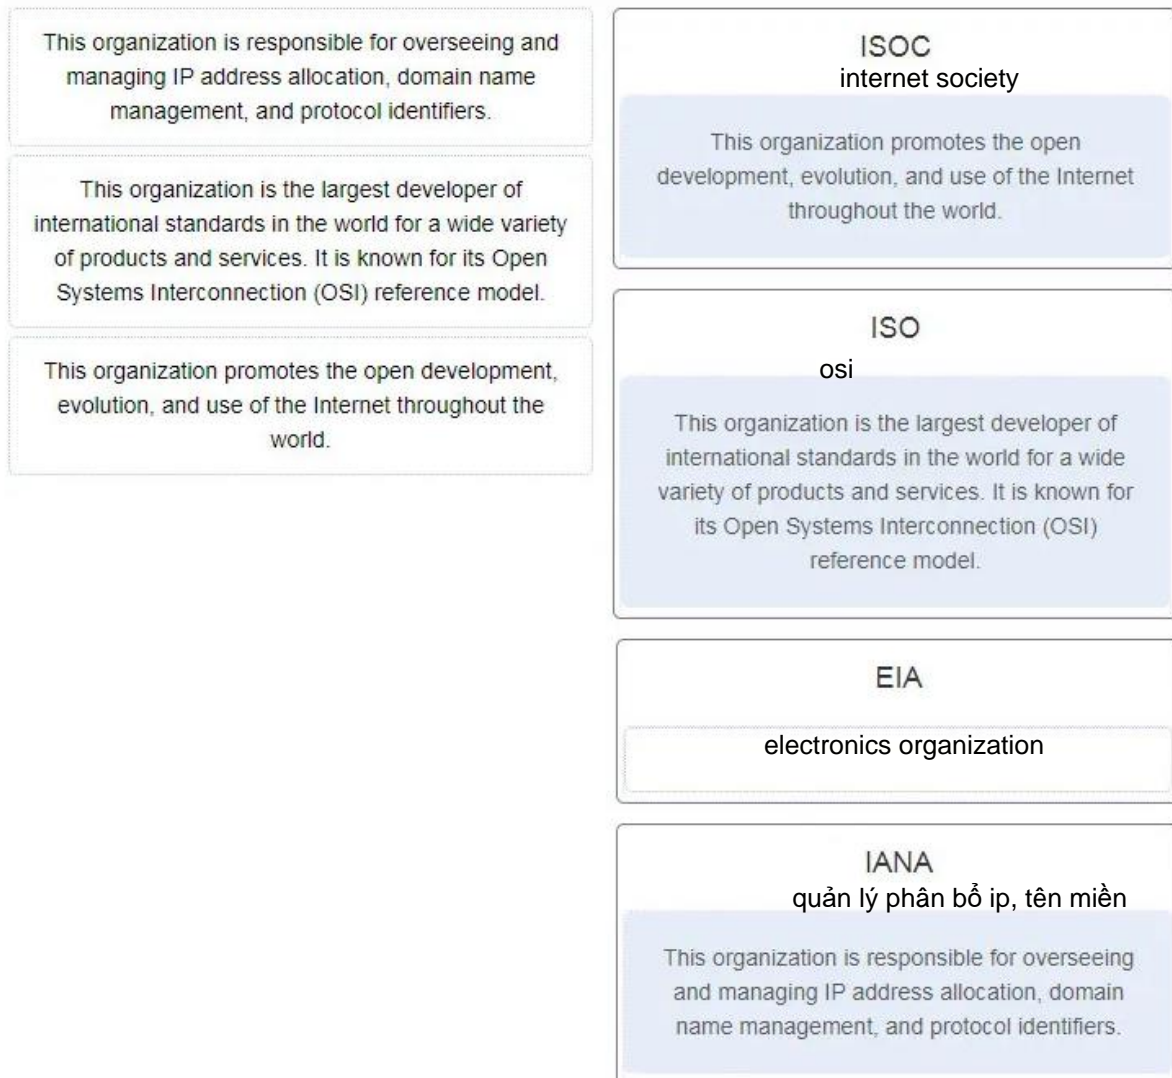 This organization is responsible for overseeing and
managing IP address allocation, domain name
management, and protocol identifiers.
This organization is the largest developer of
international standards in the world for a wide variety
of products and services. It is known for its Open
Systems Interconnection (OSI) reference model.
This organization promotes the open development,
evolution, and use of the Internet throughout the
world.
ISOC
internet society
This organization promotes the open
development, evolution, and use of the Internet
throughout the world.
ISO
osi
This organization is the largest developer of
international standards in the world for a wide
variety of products and services. It is known for
its Open Systems Interconnection (OSI)
reference model.
EIA
electronics organization
IANA
quản lý phân bổ ip, tên miền
This organization is responsible for overseeing
and managing IP address allocation, domain
name management, and protocol identifiers.